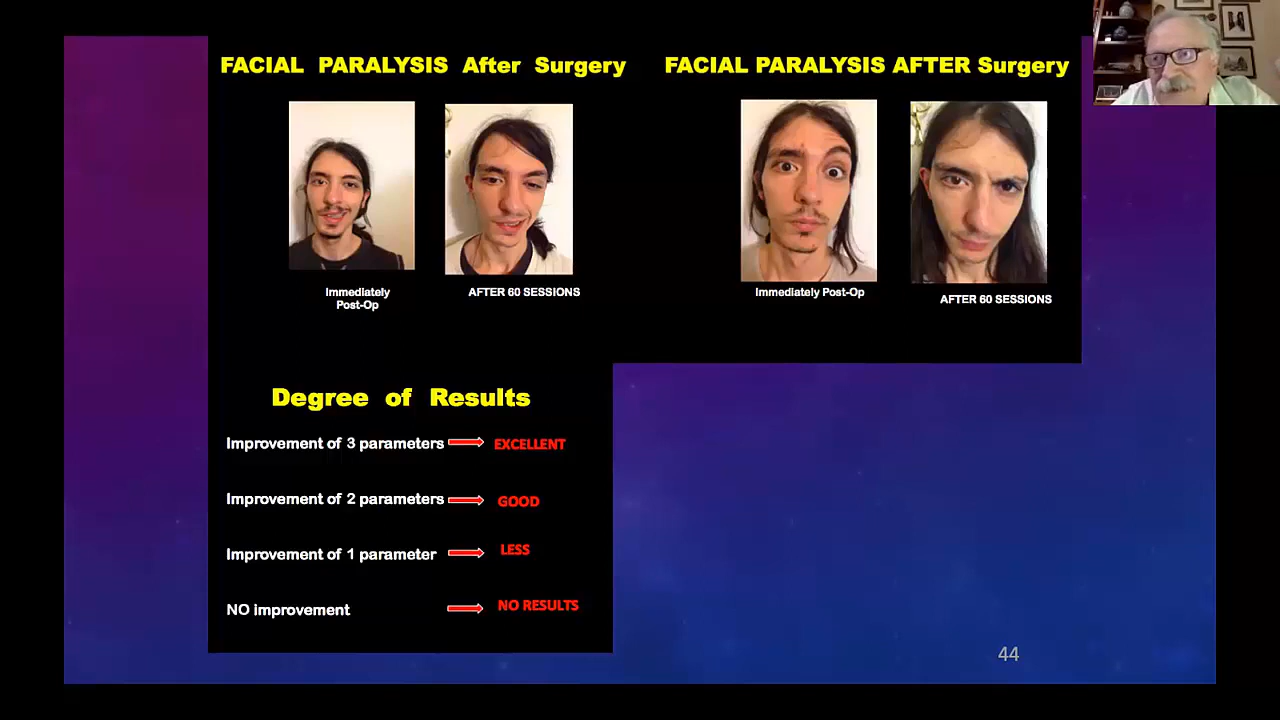 FACIAL PARALYSIS After Surgery
Immediately
Post-Op
AFTER 60 SESSIONS
FACIAL PARALYSIS AFTER Surgery
Immediately Post-Op
AFTER 60 SESSIONS
Degree of Results
Improvement of 3 parameters EXCELLENT
Improvement of 2 parameters GOOD
Improvement of 1 parameter LESS
NO improvement NO RESULTS
44